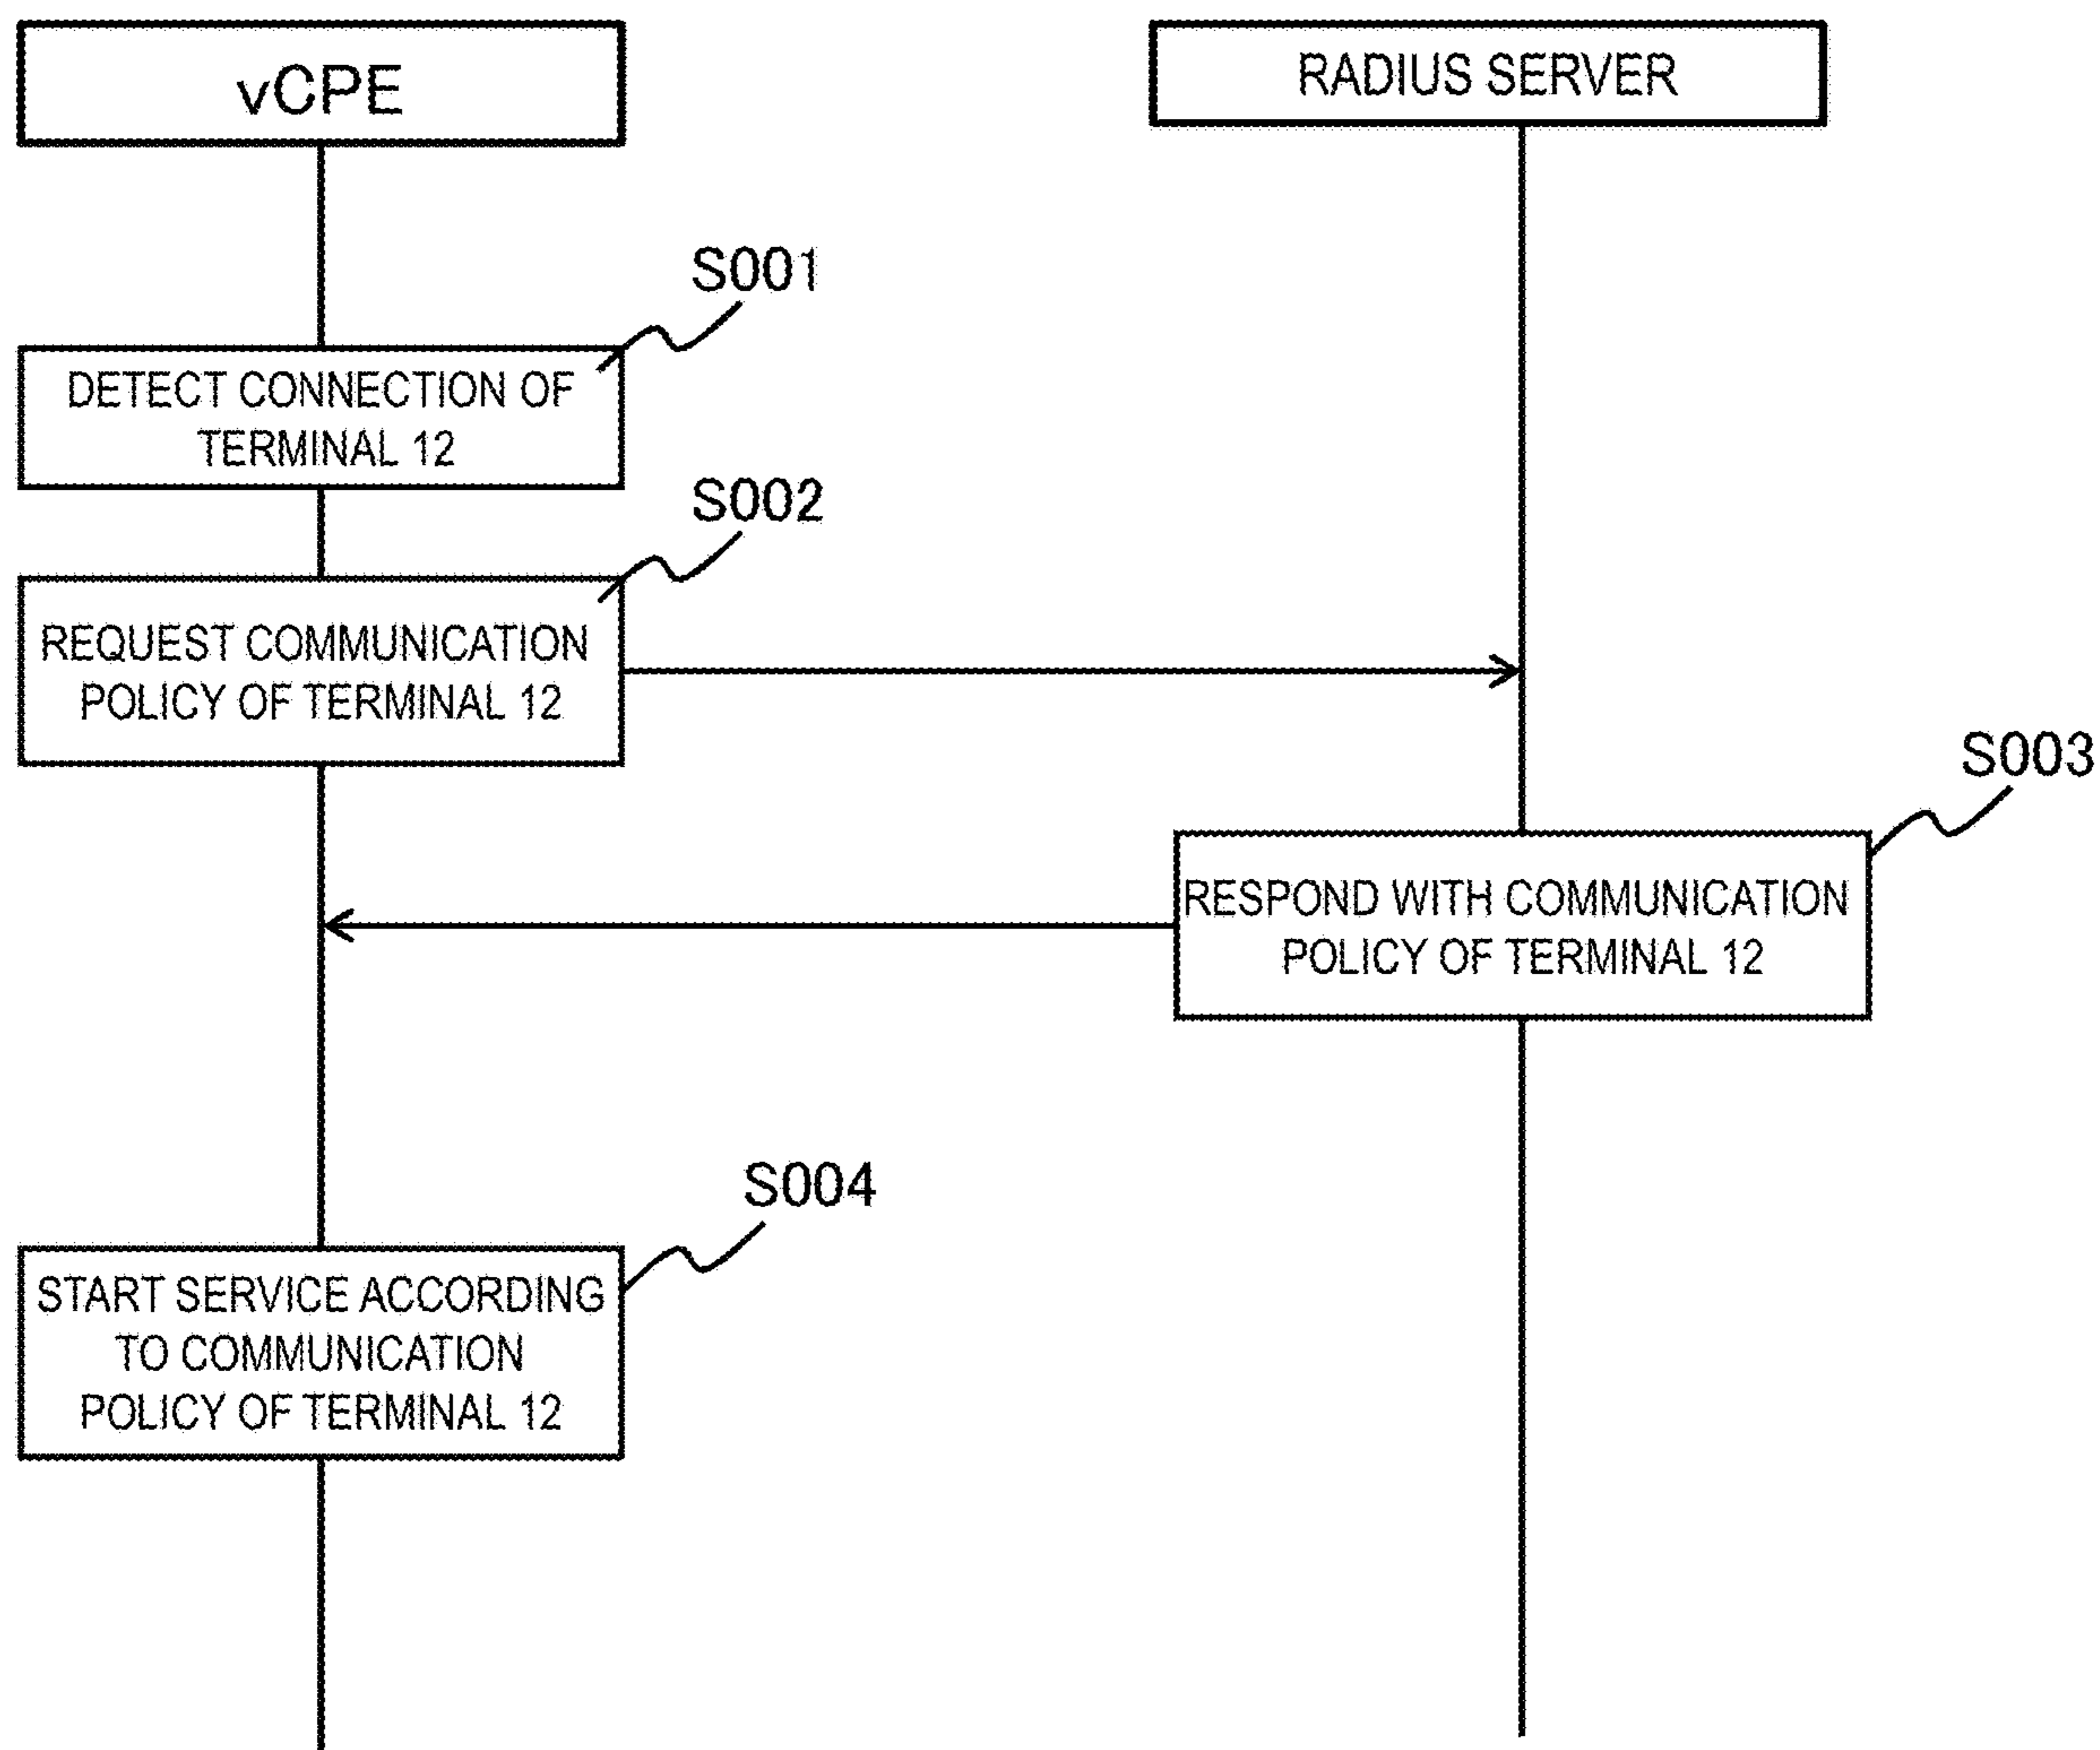 vCPE
RADIUS SERVER
S001
DETECT CONNECTION OF
TERMINAL 12
S002
REQUEST COMMUNICATION
POLICY OF TERMINAL 12
S003
RESPOND WITH COMMUNICATION
POLICY OF TERMINAL 12
S004
START SERVICE ACCORDING
TO COMMUNICATION
POLICY OF TERMINAL 12